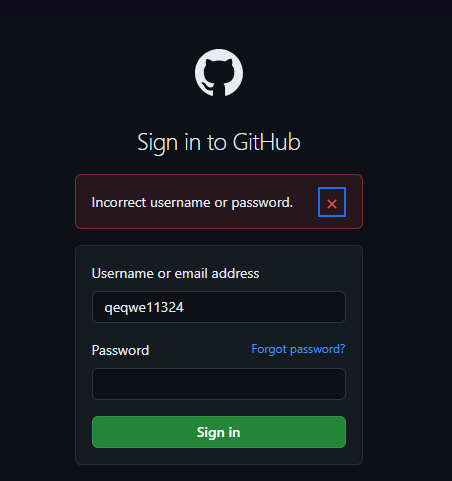 Sign in to GitHub
Incorrect username or password.
Username or email address
qeqwe11324
Password Forgot password?
Sign in